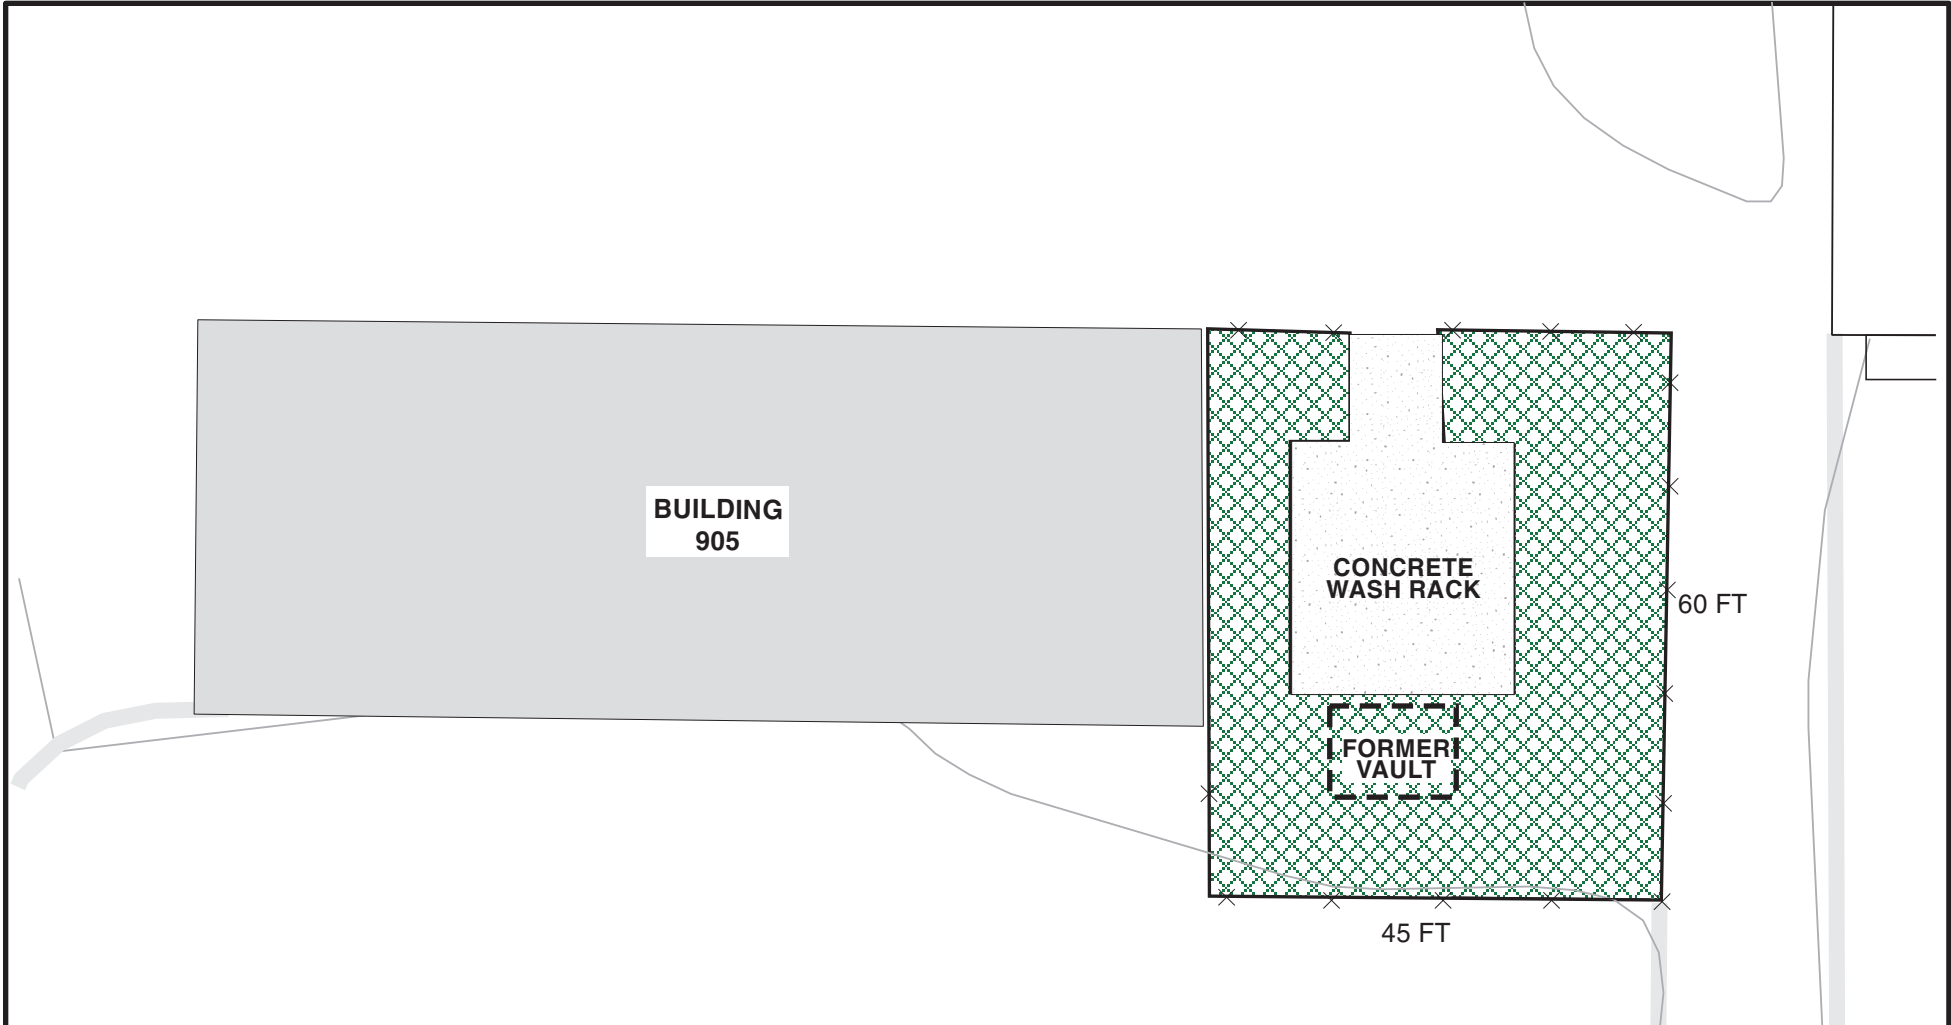 BUILDING
905
CONCRETE
WASH RACK
60 FT
FORMER
VAULT
45 FT